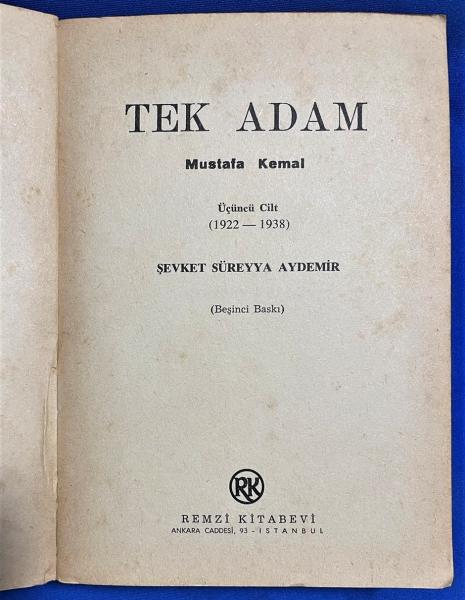 TEK ADAM
Mustafa Kemal
Üçüncü Cilt
(1922 — 1938)
ŞEVKET SÜREYYA AYDEMİR
(Beşinci Baskı)
RK
REMZİ KİTABEVİ
ANKARA CADDESİ, 93 - İSTANBUL